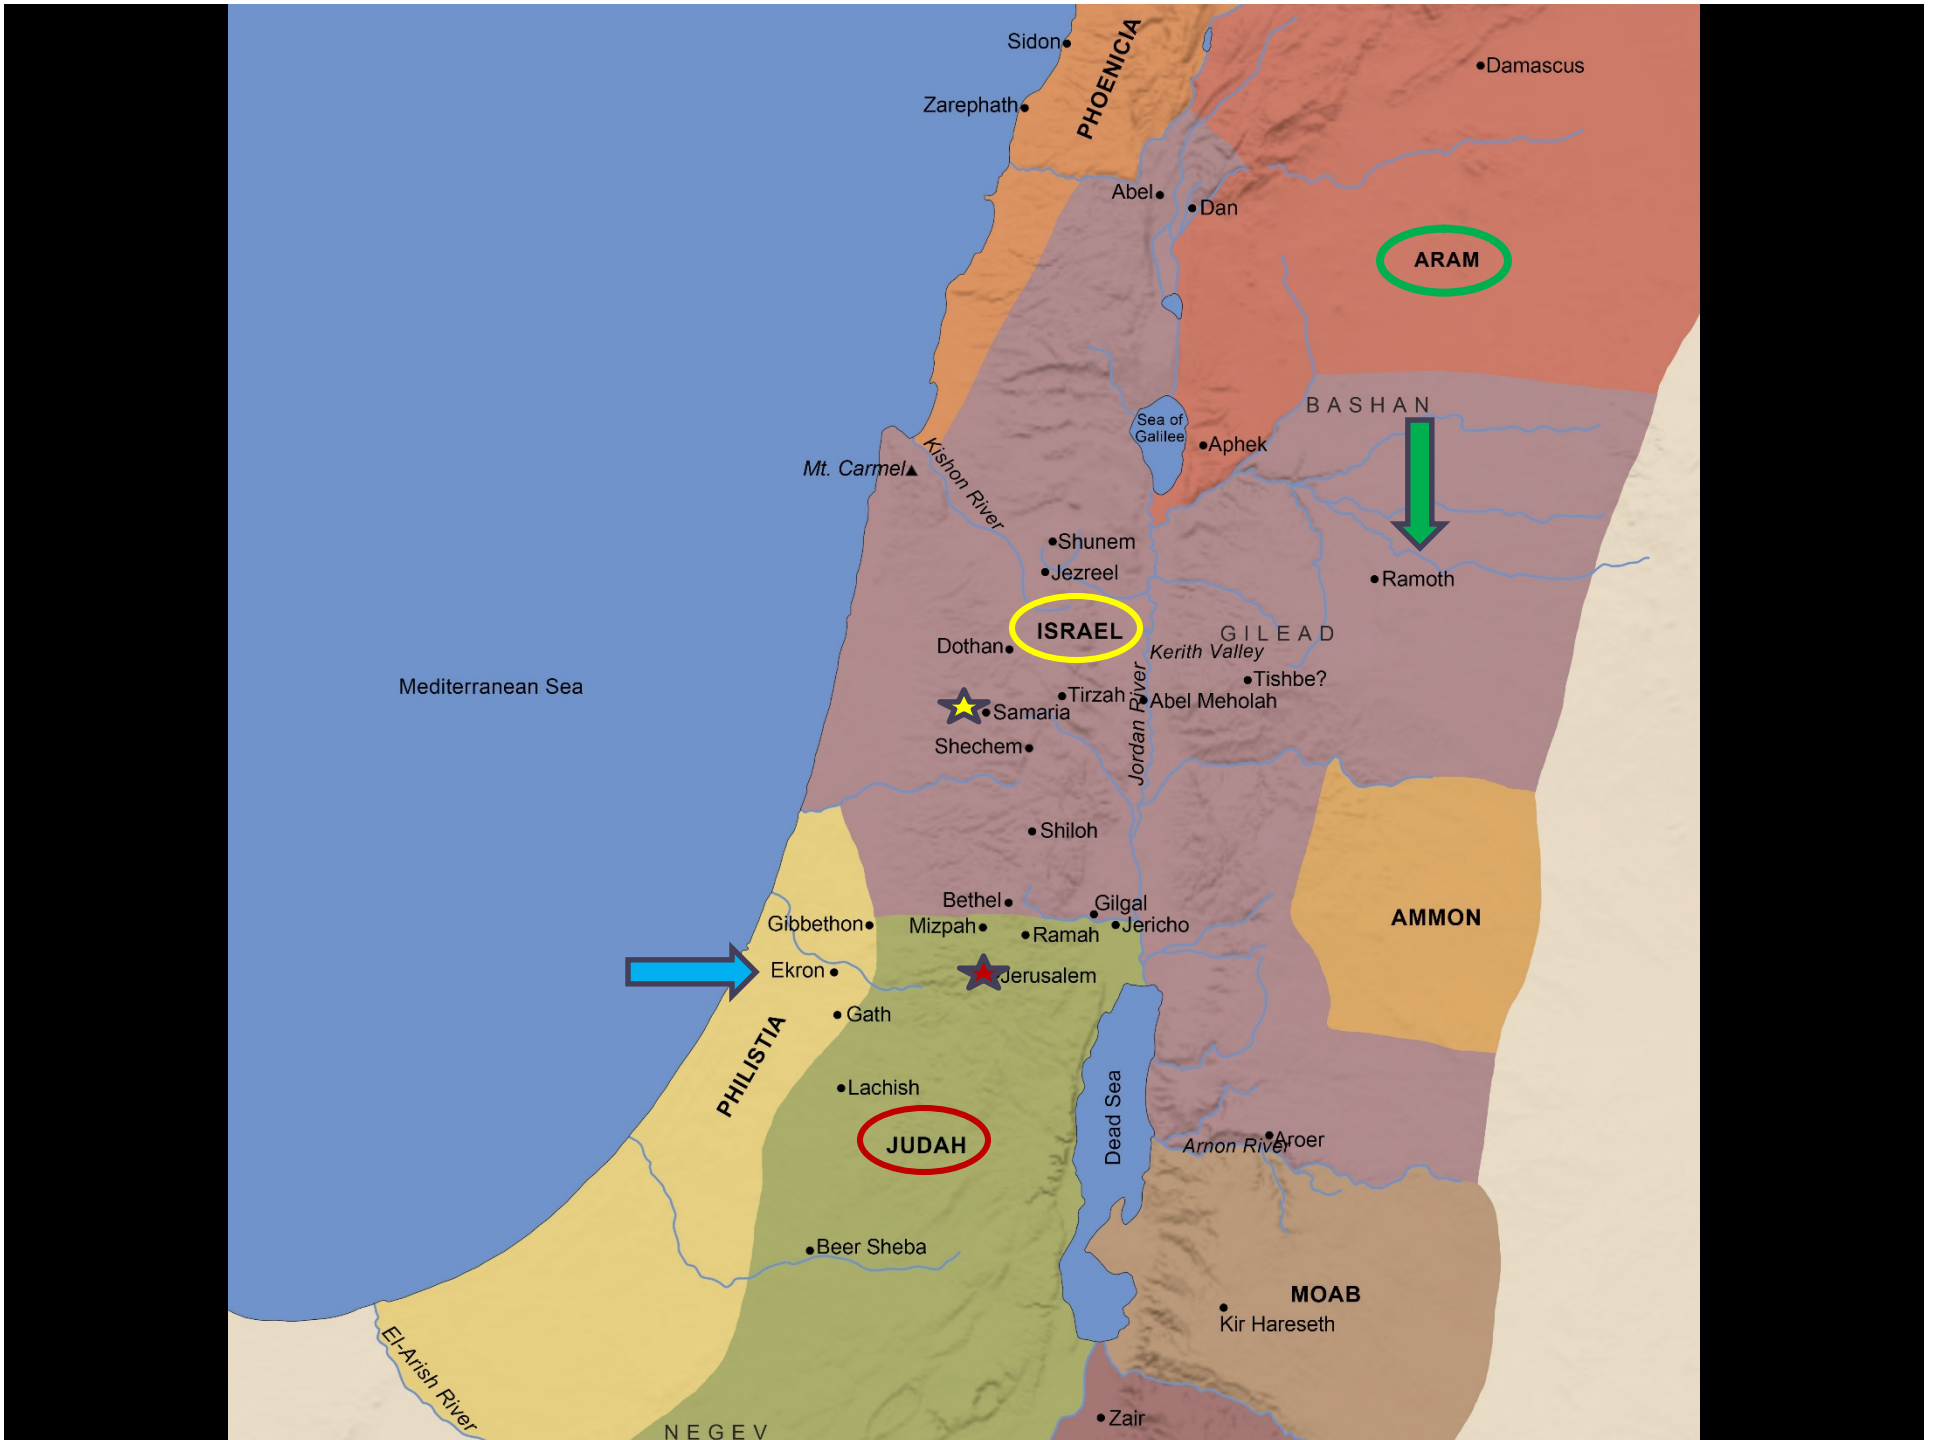 Sidon
PHOENICIA
Damascus
Zarephath
Abel
Dan
ARAM
BASHAN
Sea of
Galilee
Aphek
Mt. Carmel
Kishon River
Shunem
Jezreel
Ramoth
ISRAEL
GILEAD
Dothan
Kerith Valley
Tishbe?
Mediterranean Sea
Tirzah
Jordan River
Abel Meholah
Samaria
Shechem
Shiloh
Bethel
Gilgal
AMMON
Gibbethon
Mizpah
Ramah
Jericho
Ekron
Jerusalem
Gath
PHILISTIA
Lachish
Dead Sea
JUDAH
Arnon River
Aroer
Beer Sheba
MOAB
Kir Hareseth
El-Arish River
Zair
NEGEV